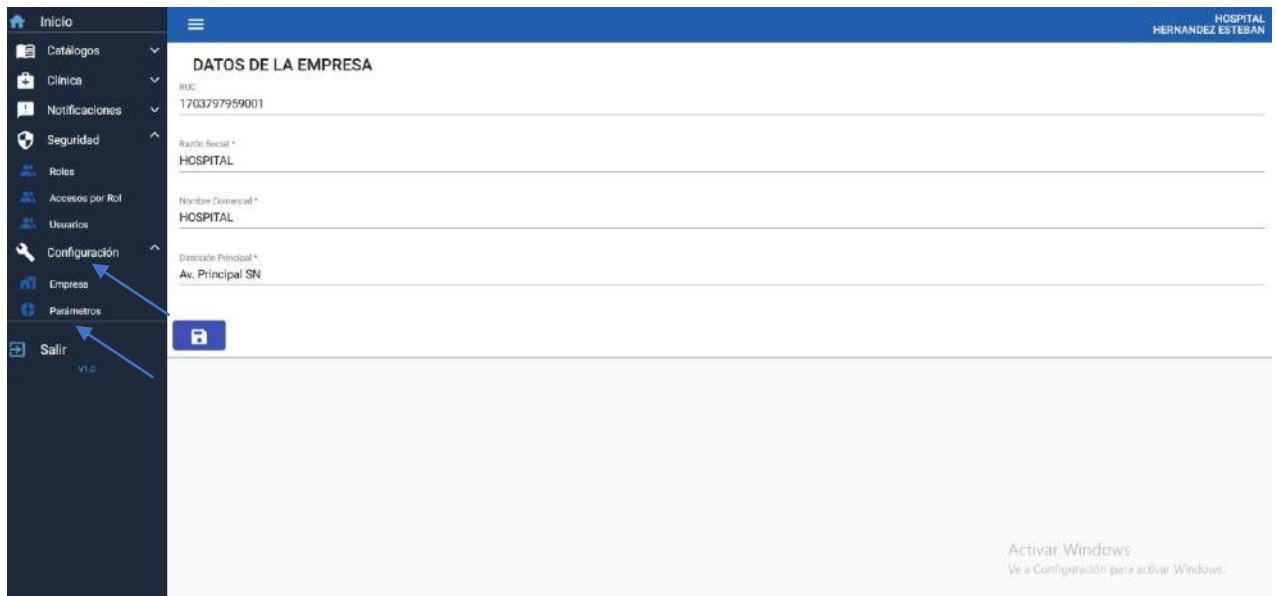 Inicio
Catálogos
Clínica
Notificaciones
Seguridad
Roles
Accesos por Rol
Usuarios
Configuración
Empresa
Parámetros
Salir
V1.0
HOSPITAL
HERNANDEZ ESTEBAN
DATOS DE LA EMPRESA
RUC
1703797959001
Razón Social *
HOSPITAL
Nombre Comercial *
HOSPITAL
Dirección Principal *
Av. Principal SN
Activar Windows
Ve a Configuración para activar Windows.